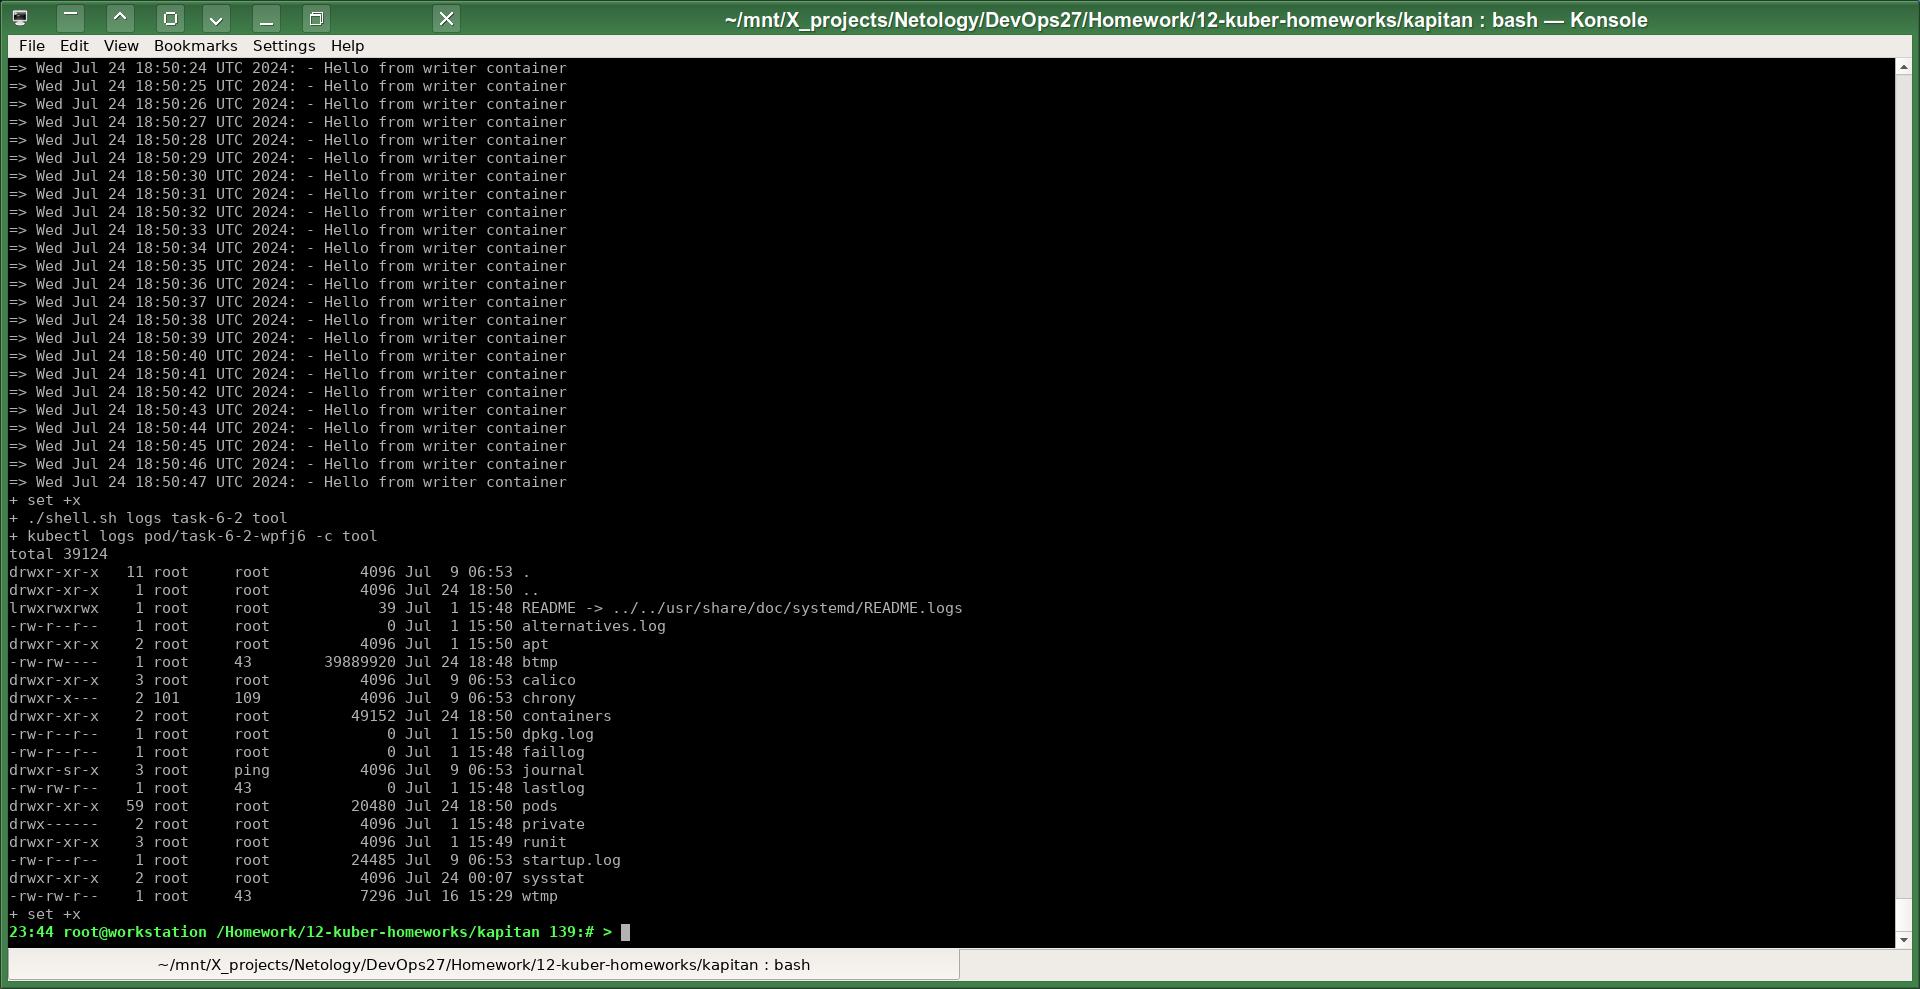 ~/mnt/X_projects/Netology/DevOps27/Homework/12-kuber-homeworks/kapitan : bash — Konsole
File Edit View Bookmarks Settings Help
=> Wed Jul 24 18:50:24 UTC 2024: - Hello from writer container
=> Wed Jul 24 18:50:25 UTC 2024: - Hello from writer container
=> Wed Jul 24 18:50:26 UTC 2024: - Hello from writer container
=> Wed Jul 24 18:50:27 UTC 2024: - Hello from writer container
=> Wed Jul 24 18:50:28 UTC 2024: - Hello from writer container
=> Wed Jul 24 18:50:29 UTC 2024: - Hello from writer container
=> Wed Jul 24 18:50:30 UTC 2024: - Hello from writer container
=> Wed Jul 24 18:50:31 UTC 2024: - Hello from writer container
=> Wed Jul 24 18:50:32 UTC 2024: - Hello from writer container
=> Wed Jul 24 18:50:33 UTC 2024: - Hello from writer container
=> Wed Jul 24 18:50:34 UTC 2024: - Hello from writer container
=> Wed Jul 24 18:50:35 UTC 2024: - Hello from writer container
=> Wed Jul 24 18:50:36 UTC 2024: - Hello from writer container
=> Wed Jul 24 18:50:37 UTC 2024: - Hello from writer container
=> Wed Jul 24 18:50:38 UTC 2024: - Hello from writer container
=> Wed Jul 24 18:50:39 UTC 2024: - Hello from writer container
=> Wed Jul 24 18:50:40 UTC 2024: - Hello from writer container
=> Wed Jul 24 18:50:41 UTC 2024: - Hello from writer container
=> Wed Jul 24 18:50:42 UTC 2024: - Hello from writer container
=> Wed Jul 24 18:50:43 UTC 2024: - Hello from writer container
=> Wed Jul 24 18:50:44 UTC 2024: - Hello from writer container
=> Wed Jul 24 18:50:45 UTC 2024: - Hello from writer container
=> Wed Jul 24 18:50:46 UTC 2024: - Hello from writer container
=> Wed Jul 24 18:50:47 UTC 2024: - Hello from writer container
+ set +x
+ ./shell.sh logs task-6-2 tool
+ kubectl logs pod/task-6-2-wpfj6 -c tool
total 39124
drwxr-xr-x   11 root     root          4096 Jul  9 06:53 .
drwxr-xr-x    1 root     root          4096 Jul 24 18:50 ..
lrwxrwxrwx    1 root     root            39 Jul  1 15:48 README -> ../../usr/share/doc/systemd/README.logs
-rw-r--r--    1 root     root             0 Jul  1 15:50 alternatives.log
drwxr-xr-x    2 root     root          4096 Jul  1 15:50 apt
-rw-rw----    1 root     43        39889920 Jul 24 18:48 btmp
drwxr-xr-x    3 root     root          4096 Jul  9 06:53 calico
drwxr-x---    2 101      109           4096 Jul  9 06:53 chrony
drwxr-xr-x    2 root     root         49152 Jul 24 18:50 containers
-rw-r--r--    1 root     root             0 Jul  1 15:50 dpkg.log
-rw-r--r--    1 root     root             0 Jul  1 15:48 faillog
drwxr-sr-x    3 root     ping          4096 Jul  9 06:53 journal
-rw-rw-r--    1 root     43               0 Jul  1 15:48 lastlog
drwxr-xr-x   59 root     root         20480 Jul 24 18:50 pods
drwx------    2 root     root          4096 Jul  1 15:48 private
drwxr-xr-x    3 root     root          4096 Jul  1 15:49 runit
-rw-r--r--    1 root     root         24485 Jul  9 06:53 startup.log
drwxr-xr-x    2 root     root          4096 Jul 24 00:07 sysstat
-rw-rw-r--    1 root     43            7296 Jul 16 15:29 wtmp
+ set +x
23:44 root@workstation /Homework/12-kuber-homeworks/kapitan 139:# >
~/mnt/X_projects/Netology/DevOps27/Homework/12-kuber-homeworks/kapitan : bash